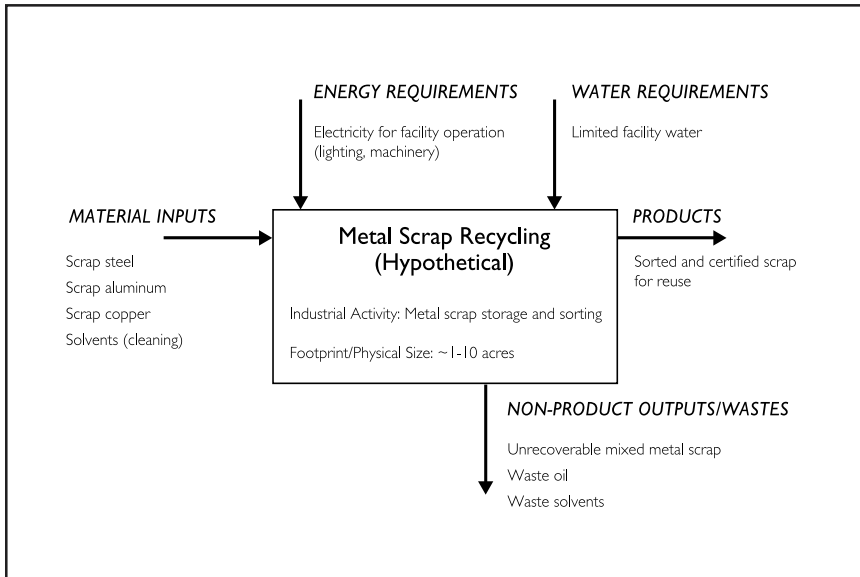 ENERGY REQUIREMENTS
Electricity for facility operation
(lighting, machinery)
WATER REQUIREMENTS
Limited facility water
MATERIAL INPUTS
Scrap steel
Scrap aluminum
Scrap copper
Solvents (cleaning)
Metal Scrap Recycling
(Hypothetical)
Industrial Activity: Metal scrap storage and sorting
Footprint/Physical Size: ~1-10 acres
PRODUCTS
Sorted and certified scrap
for reuse
NON-PRODUCT OUTPUTS/WASTES
Unrecoverable mixed metal scrap
Waste oil
Waste solvents